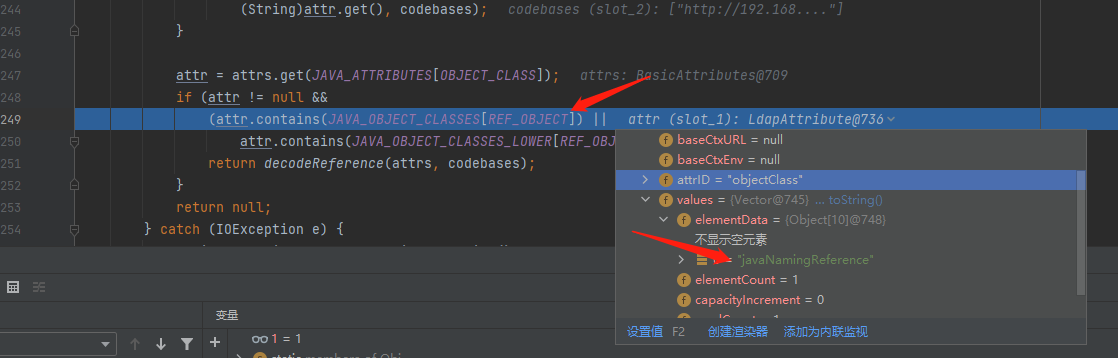 244 (String)attr.get(), codebases); codebases (slot_2): ["http://192.168...."]
245 }
246
247 attr = attrs.get(JAVA_ATTRIBUTES[OBJECT_CLASS]); attrs: BasicAttributes@709
248 if (attr != null &&
249 (attr.contains(JAVA_OBJECT_CLASSES[REF_OBJECT]) || attr (slot_1): LdapAttribute@736
250 attr.contains(JAVA_OBJECT_CLASSES_LOWER[REF_OBJ
251 return decodeReference(attrs, codebases);
252 }
253 return null;
254 } catch (IOException e) {
baseCtxURL = null
baseCtxEnv = null
attrID = "objectClass"
values = {Vector@745} ... toString()
elementData = {Object[10]@748}
不显示空元素
= "javaNamingReference"
elementCount = 1
capacityIncrement = 0
设置值 F2 创建渲染器 添加为内联监视
变量
1 = 1
static members of Obj